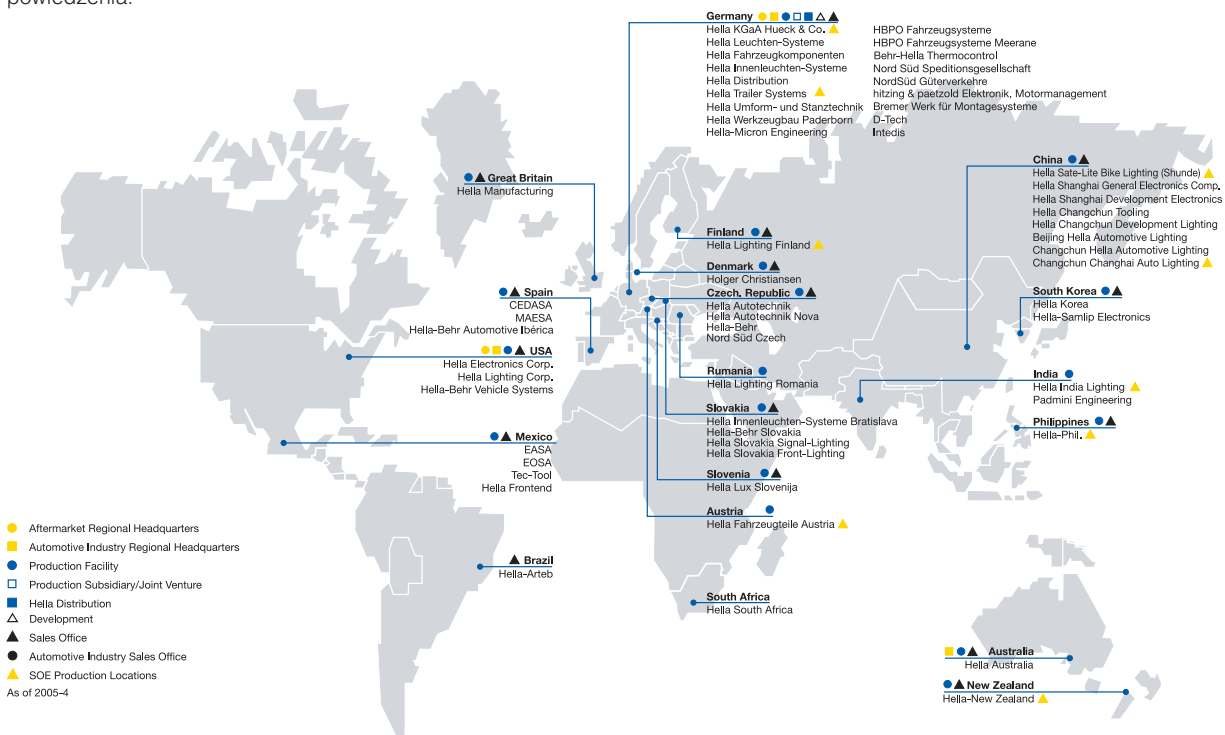 powiedzenia.
Germany
Hella KGaA Hueck & Co.
Hella Leuchten-Systeme
Hella Fahrzeugkomponenten
Hella Innenleuchten-Systeme
Hella Distribution
Hella Trailer Systems
Hella Umform- und Stanztechnik
Hella Werkzeugbau Paderborn
Hella-Micron Engineering
HBPO Fahrzeugsysteme
HBPO Fahrzeugsysteme Meerane
Behr-Hella Thermocontrol
Nord Süd Speditionsgesellschaft
NordSüd Güterverkehre
hitzing & paetzold Elektronik, Motormanagement
Bremer Werk für Montagesysteme
D-Tech
Intedis
Great Britain
Hella Manufacturing
Spain
CEDASA
MAESA
Hella-Behr Automotive Ibérica
USA
Hella Electronics Corp.
Hella Lighting Corp.
Hella-Behr Vehicle Systems
Mexico
EASA
EOSA
Tec-Tool
Hella Frontend
Brazil
Hella-Arteb
Finland
Hella Lighting Finland
Denmark
Holger Christiansen
Czech. Republic
Hella Autotechnik
Hella Autotechnik Nova
Hella-Behr
Nord Süd Czech
Rumania
Hella Lighting Romania
Slovakia
Hella Innenleuchten-Systeme Bratislava
Hella-Behr Slovakia
Hella Slovakia Signal-Lighting
Hella Slovakia Front-Lighting
Slovenia
Hella Lux Slovenija
Austria
Hella Fahrzeugteile Austria
South Africa
Hella South Africa
China
Hella Sate-Lite Bike Lighting (Shunde)
Hella Shanghai General Electronics Comp.
Hella Shanghai Development Electronics
Hella Changchun Tooling
Hella Changchun Development Lighting
Beijing Hella Automotive Lighting
Changchun Hella Automotive Lighting
Changchun Changhai Auto Lighting
South Korea
Hella Korea
Hella-Samlip Electronics
India
Hella India Lighting
Padmini Engineering
Philippines
Hella-Phil.
Australia
Hella Australia
New Zealand
Hella-New Zealand
Aftermarket Regional Headquarters
Automotive Industry Regional Headquarters
Production Facility
Production Subsidiary/Joint Venture
Hella Distribution
Development
Sales Office
Automotive Industry Sales Office
SOE Production Locations
As of 2005-4